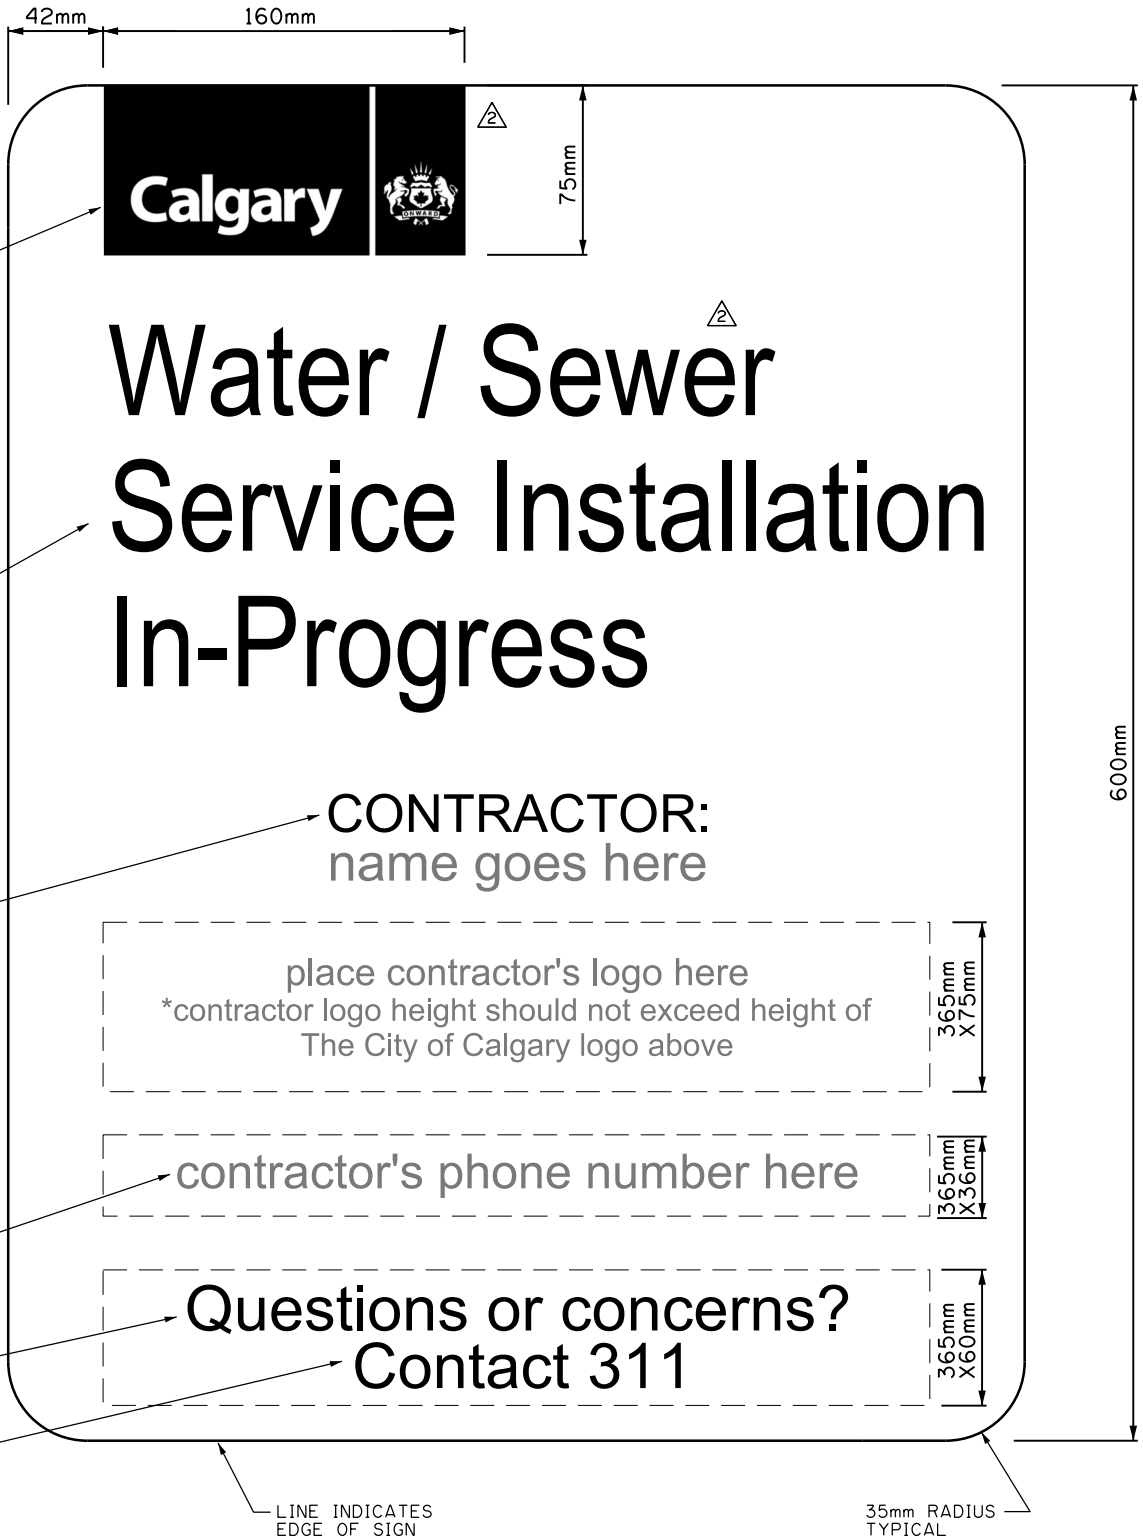 42mm 160mm
Calgary
ONWARD
2
75mm
2
Water / Sewer
Service Installation
In-Progress
600mm
CONTRACTOR:
name goes here
place contractor's logo here
*contractor logo height should not exceed height of
The City of Calgary logo above
365mm
X75mm
contractor's phone number here
365mm
X36mm
Questions or concerns?
Contact 311
365mm
X60mm
LINE INDICATES
EDGE OF SIGN
35mm RADIUS
TYPICAL